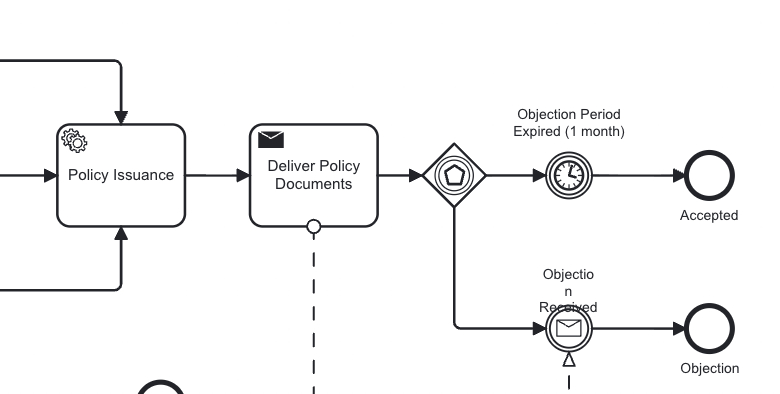 Objection Period
Expired (1 month)
Policy Issuance
Deliver Policy
Documents
Accepted
Objectio
n
Received
Objection